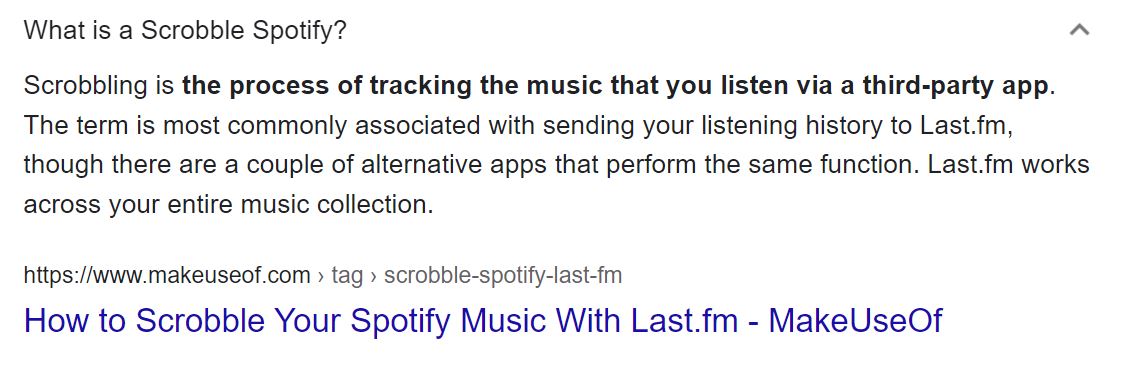 What is a Scrobble Spotify?
Scrobbling is the process of tracking the music that you listen via a third-party app.
The term is most commonly associated with sending your listening history to Last.fm,
though there are a couple of alternative apps that perform the same function. Last.fm works
across your entire music collection.
https://www.makeuseof.com › tag › scrobble-spotify-last-fm
How to Scrobble Your Spotify Music With Last.fm - MakeUseOf